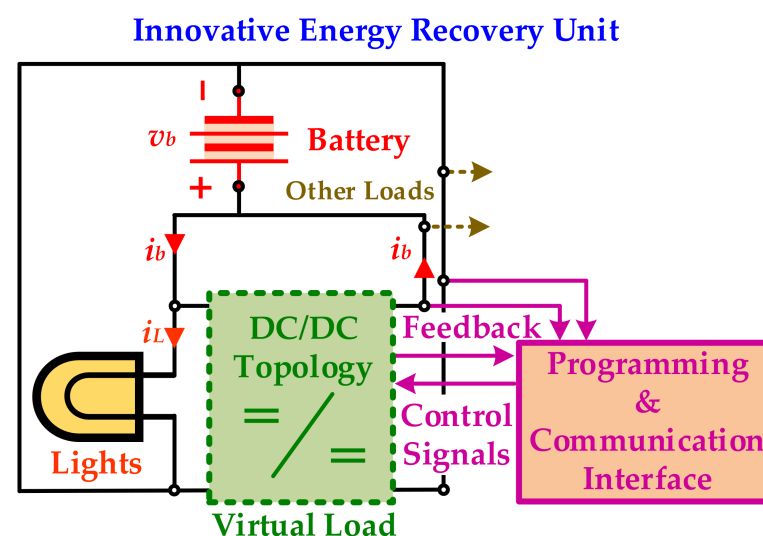 Innovative Energy Recovery Unit
−
vb
Battery
+
Other Loads
ib
ib
iL
DC/DC
Topology
= / =
Feedback
Control
Signals
Programming
&
Communication
Interface
Lights
Virtual Load